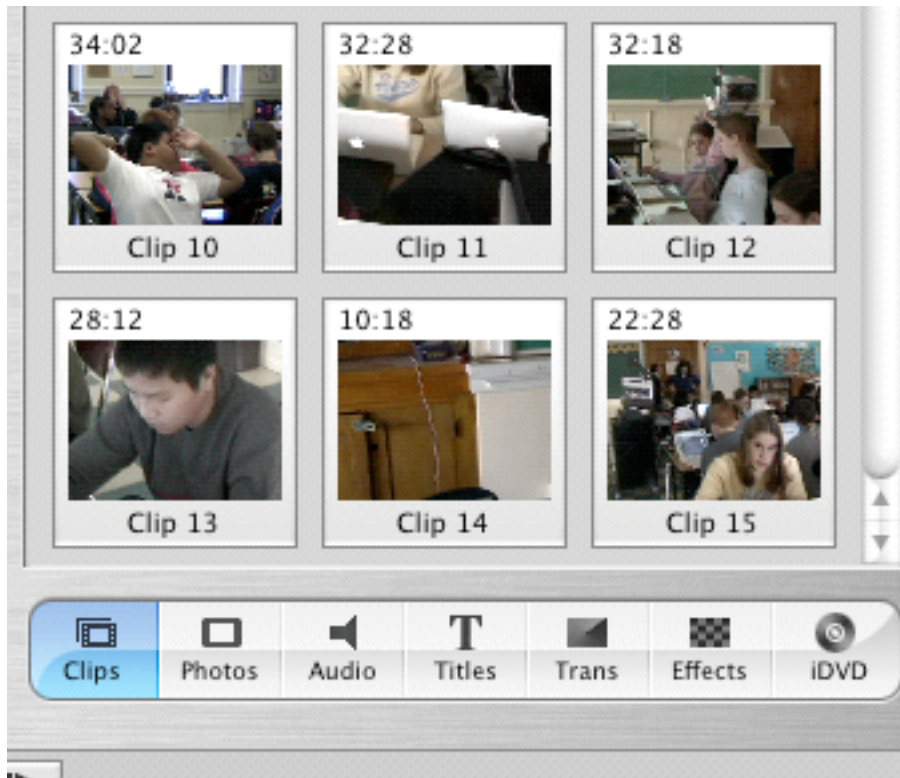 34:02 32:28 32:18
Clip 10 Clip 11 Clip 12
28:12 10:18 22:28
Clip 13 Clip 14 Clip 15
Clips Photos Audio Titles Trans Effects iDVD